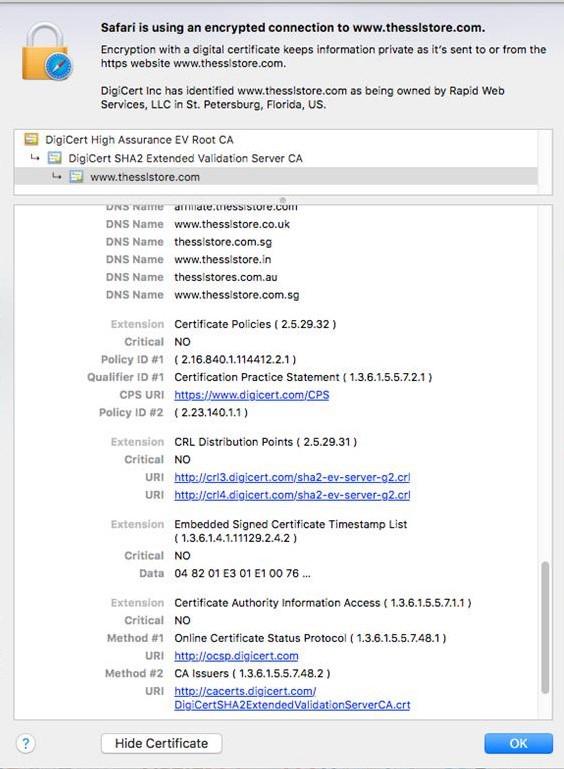 Safari is using an encrypted connection to www.thesslstore.com.
Encryption with a digital certificate keeps information private as it's sent to or from the
https website www.thesslstore.com.
DigiCert Inc has identified www.thesslstore.com as being owned by Rapid Web
Services, LLC in St. Petersburg, Florida, US.
DigiCert High Assurance EV Root CA
DigiCert SHA2 Extended Validation Server CA
www.thesslstore.com
DNS Name affiliate.thesslstore.com
DNS Name www.thesslstore.co.uk
DNS Name thesslstore.com.sg
DNS Name www.thesslstore.in
DNS Name thesslstores.com.au
DNS Name www.thesslstore.com.sg
Extension Certificate Policies ( 2.5.29.32 )
Critical NO
Policy ID #1 ( 2.16.840.1.114412.2.1 )
Qualifier ID #1 Certification Practice Statement ( 1.3.6.1.5.5.7.2.1 )
CPS URI https://www.digicert.com/CPS
Policy ID #2 ( 2.23.140.1.1 )
Extension CRL Distribution Points ( 2.5.29.31 )
Critical NO
URI http://crl3.digicert.com/sha2-ev-server-g2.crl
URI http://crl4.digicert.com/sha2-ev-server-g2.crl
Extension Embedded Signed Certificate Timestamp List
( 1.3.6.1.4.1.11129.2.4.2 )
Critical NO
Data 04 82 01 E3 01 E1 00 76 ...
Extension Certificate Authority Information Access ( 1.3.6.1.5.5.7.1.1 )
Critical NO
Method #1 Online Certificate Status Protocol ( 1.3.6.1.5.5.7.48.1 )
URI http://ocsp.digicert.com
Method #2 CA Issuers ( 1.3.6.1.5.5.7.48.2 )
URI http://cacerts.digicert.com/
DigiCertSHA2ExtendedValidationServerCA.crt
?
Hide Certificate
OK